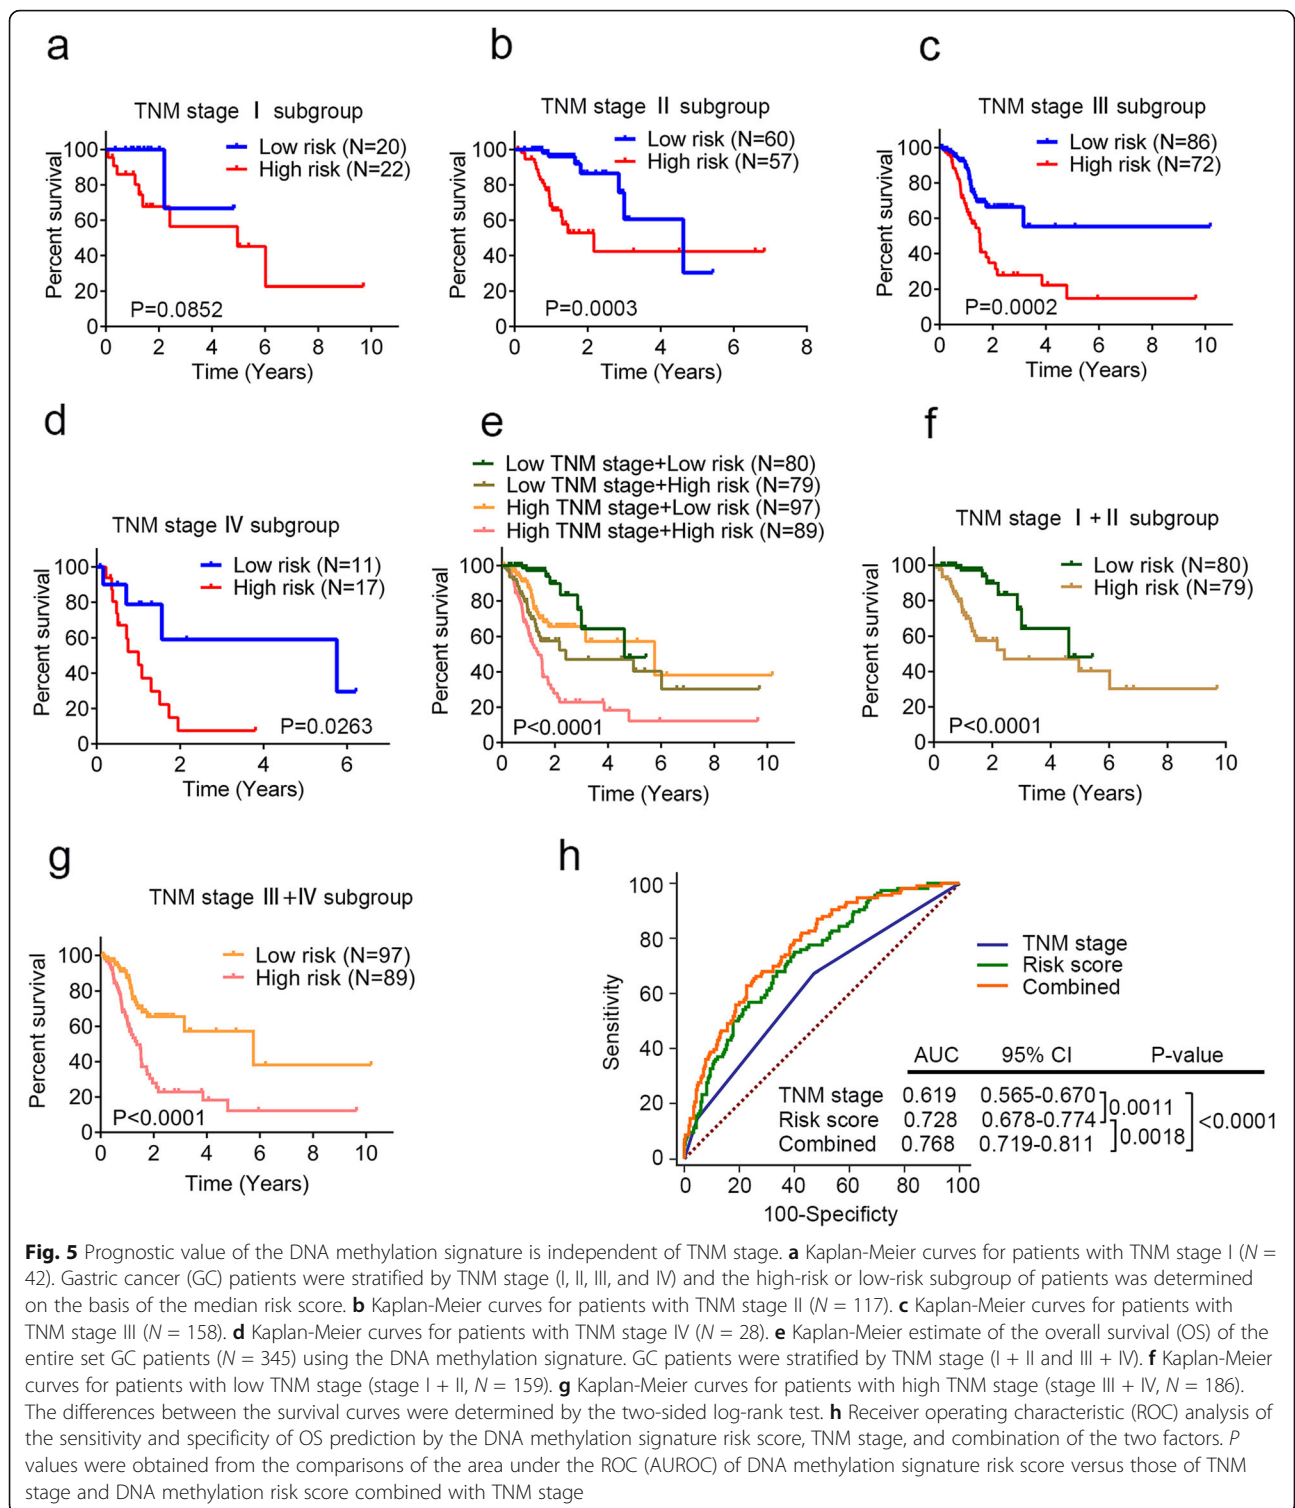 a
TNM stage I subgroup
Low risk (N=20)
High risk (N=22)
Percent survival
100
80
60
40
20
0
P=0.0852
0 2 4 6 8 10
Time (Years)
b
TNM stage II subgroup
Low risk (N=60)
High risk (N=57)
Percent survival
100
80
60
40
20
0
P=0.0003
0 2 4 6 8
Time (Years)
c
TNM stage III subgroup
Low risk (N=86)
High risk (N=72)
Percent survival
100
80
60
40
20
0
P=0.0002
0 2 4 6 8 10
Time (Years)
d
TNM stage IV subgroup
Low risk (N=11)
High risk (N=17)
Percent survival
100
80
60
40
20
0
P=0.0263
0 2 4 6
Time (Years)
e
Low TNM stage+Low risk (N=80)
Low TNM stage+High risk (N=79)
High TNM stage+Low risk (N=97)
High TNM stage+High risk (N=89)
Percent survival
100
80
60
40
20
0
P<0.0001
0 2 4 6 8 10
Time (Years)
f
TNM stage I + II subgroup
Low risk (N=80)
High risk (N=79)
Percent survival
100
80
60
40
20
0
P<0.0001
0 2 4 6 8 10
Time (Years)
g
TNM stage III+IV subgroup
Low risk (N=97)
High risk (N=89)
Percent survival
100
80
60
40
20
0
P<0.0001
0 2 4 6 8 10
Time (Years)
h
Sensitivity
100
80
60
40
20
0
TNM stage
Risk score
Combined
AUC 95% CI P-value
TNM stage 0.619 0.565-0.670
Risk score 0.728 0.678-0.774
Combined 0.768 0.719-0.811
0.0011
0.0018
<0.0001
0 20 40 60 80 100
100-Specificty
Fig. 5 Prognostic value of the DNA methylation signature is independent of TNM stage. a Kaplan-Meier curves for patients with TNM stage I (N =
42). Gastric cancer (GC) patients were stratified by TNM stage (I, II, III, and IV) and the high-risk or low-risk subgroup of patients was determined
on the basis of the median risk score. b Kaplan-Meier curves for patients with TNM stage II (N = 117). c Kaplan-Meier curves for patients with
TNM stage III (N = 158). d Kaplan-Meier curves for patients with TNM stage IV (N = 28). e Kaplan-Meier estimate of the overall survival (OS) of the
entire set GC patients (N = 345) using the DNA methylation signature. GC patients were stratified by TNM stage (I + II and III + IV). f Kaplan-Meier
curves for patients with low TNM stage (stage I + II, N = 159). g Kaplan-Meier curves for patients with high TNM stage (stage III + IV, N = 186).
The differences between the survival curves were determined by the two-sided log-rank test. h Receiver operating characteristic (ROC) analysis of
the sensitivity and specificity of OS prediction by the DNA methylation signature risk score, TNM stage, and combination of the two factors. P
values were obtained from the comparisons of the area under the ROC (AUROC) of DNA methylation signature risk score versus those of TNM
stage and DNA methylation risk score combined with TNM stage